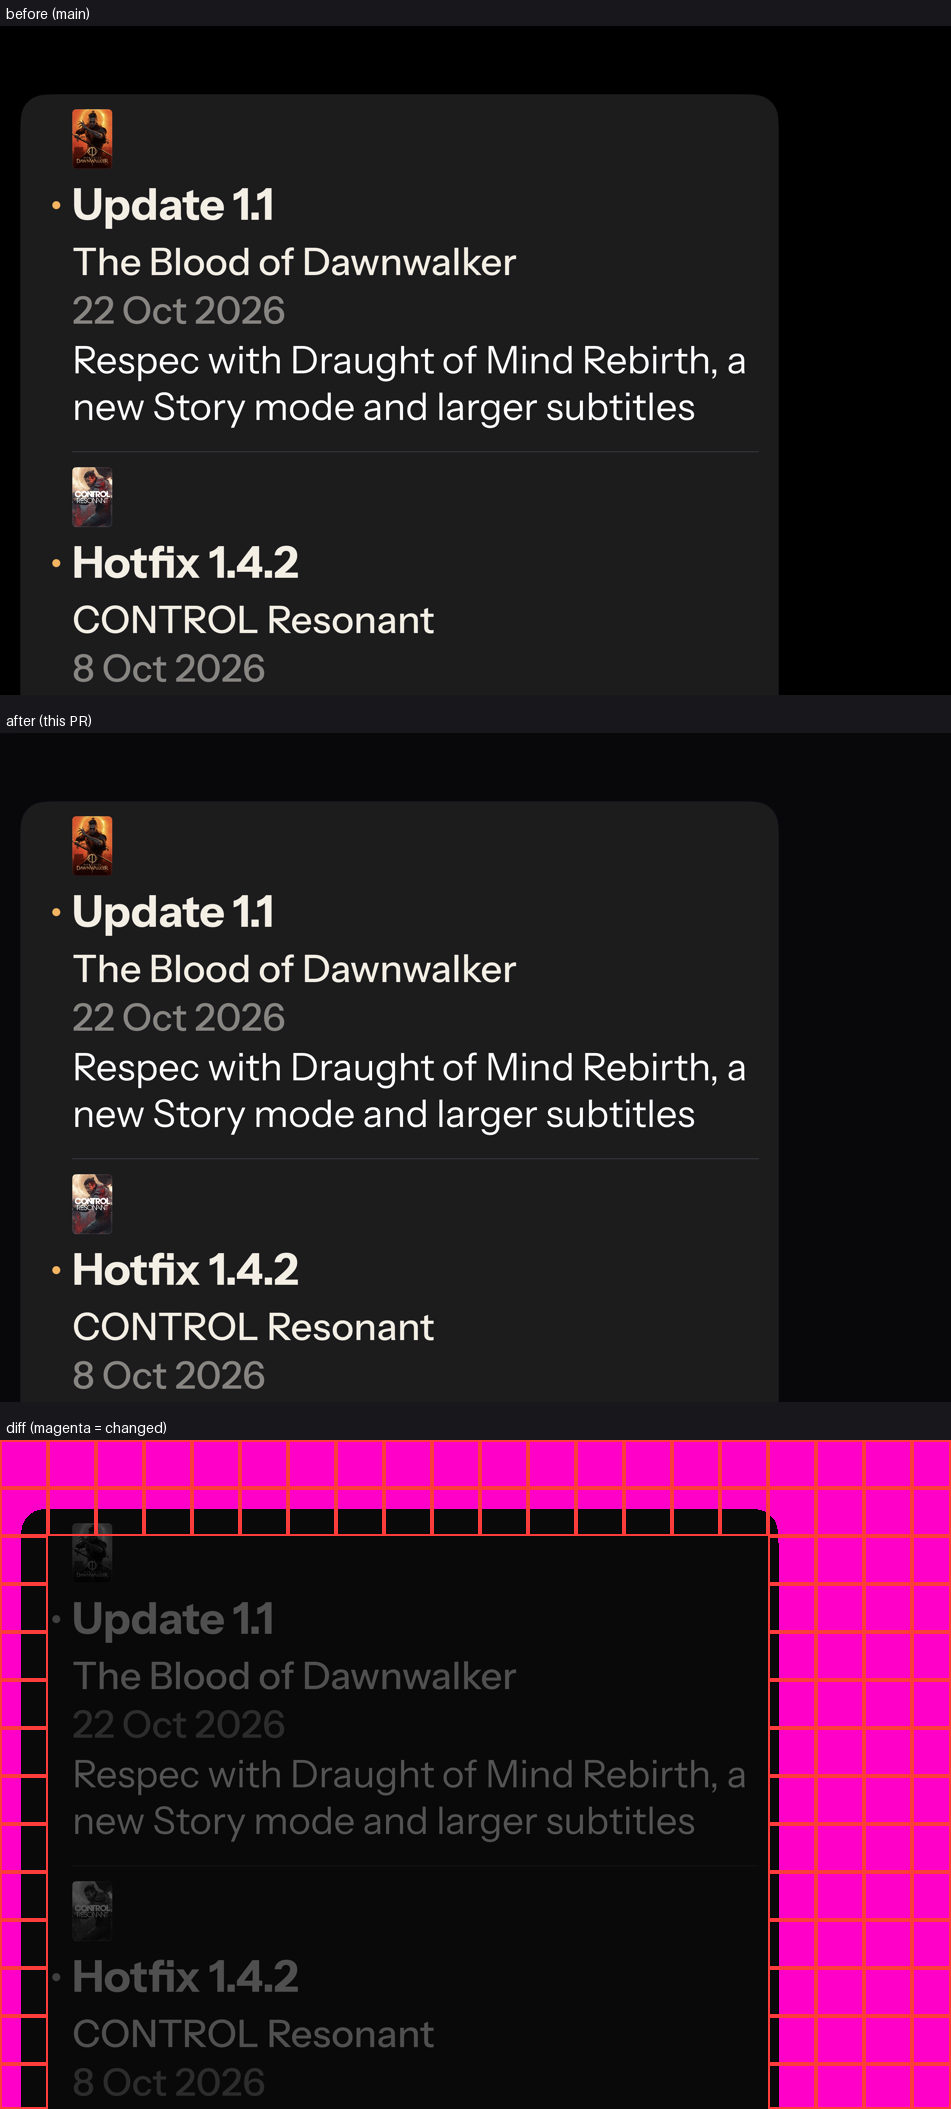 before (main)
DAWNWALKER
• Update 1.1
The Blood of Dawnwalker
22 Oct 2026
Respec with Draught of Mind Rebirth, a
new Story mode and larger subtitles
CONTROL
RESONANT
• Hotfix 1.4.2
CONTROL Resonant
8 Oct 2026
after (this PR)
DAWNWALKER
• Update 1.1
The Blood of Dawnwalker
22 Oct 2026
Respec with Draught of Mind Rebirth, a
new Story mode and larger subtitles
CONTROL
RESONANT
• Hotfix 1.4.2
CONTROL Resonant
8 Oct 2026
diff (magenta = changed)
• Update 1.1
The Blood of Dawnwalker
22 Oct 2026
Respec with Draught of Mind Rebirth, a
new Story mode and larger subtitles
CONTROL
RESONANT
• Hotfix 1.4.2
CONTROL Resonant
8 Oct 2026